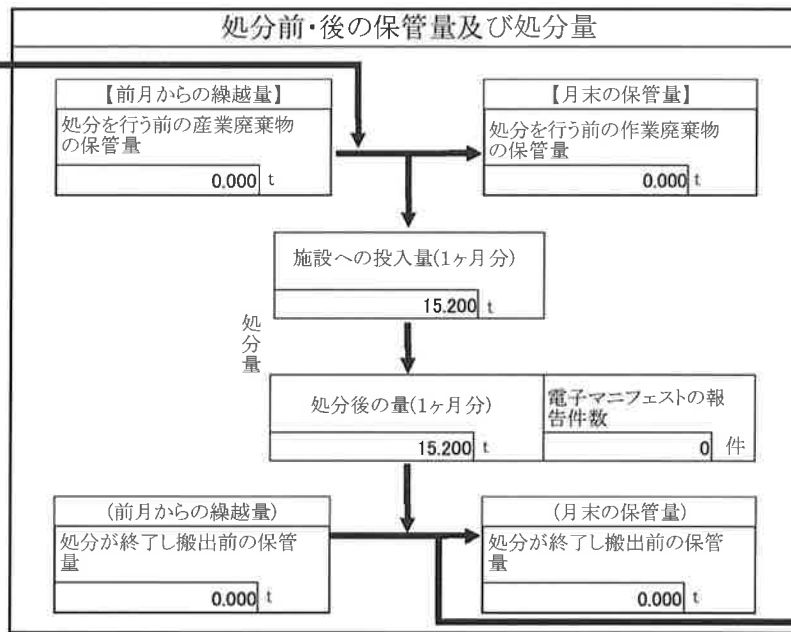 処分前・後の保管量及び処分量
【前月からの繰越量】
処分を行う前の産業廃棄物
の保管量
0.000 t
【月末の保管量】
処分を行う前の作業廃棄物
の保管量
0.000 t
施設への投入量(1ヶ月分)
15.200 t
処分量
処分後の量(1ヶ月分)
15.200 t
電子マニフェストの報
告件数
0 件
(前月からの繰越量)
処分が終了し搬出前の保管
量
0.000 t
(月末の保管量)
処分が終了し搬出前の保管
量
0.000 t